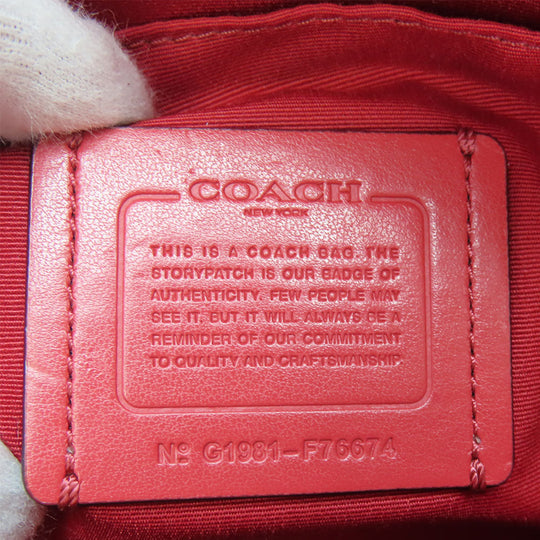 COACH
NEW YORK
THIS IS A COACH BAG. THE
STORYPATCH IS OUR BADGE OF
AUTHENTICITY. FEW PEOPLE MAY
SEE IT, BUT IT WILL ALWAYS BE A
REMINDER OF OUR COMMITMENT
TO QUALITY AND CRAFTSMANSHIP
Nº G1981-F76674